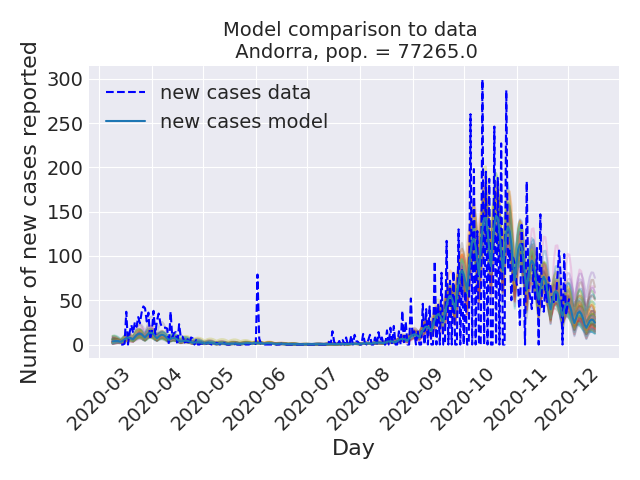 Model comparison to data
Andorra, pop. = 77265.0
Number of new cases reported
300
250
200
150
100
50
0
new cases data
new cases model
2020-03
2020-04
2020-05
2020-06
2020-07
2020-08
2020-09
2020-10
2020-11
2020-12
Day